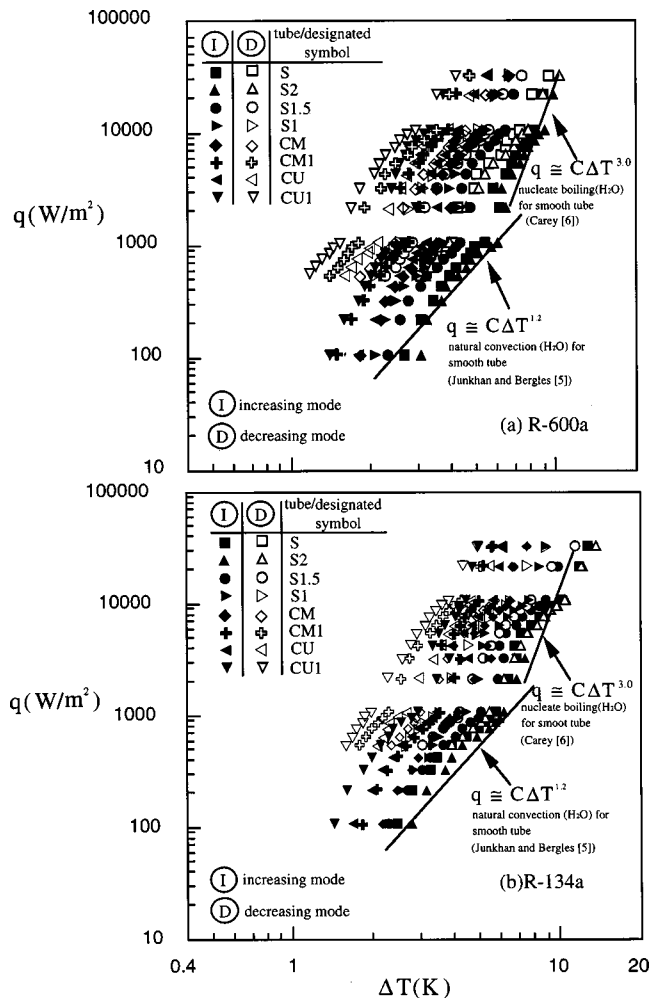 100000
10000
1000
100
10
q(W/m²)
I D tube/designated
symbol
S
S2
S1.5
S1
CM
CM1
CU
CU1
q ≅ CΔT³·⁰
nucleate boiling(H₂O)
for smooth tube
(Carey [6])
q ≅ CΔT¹·²
natural convection (H₂O) for
smooth tube
(Junkhan and Bergles [5])
I increasing mode
D decreasing mode
(a) R-600a
100000
10000
1000
100
10
q(W/m²)
I D tube/designated
symbol
S
S2
S1.5
S1
CM
CM1
CU
CU1
q ≅ CΔT³·⁰
nucleate boiling(H₂O)
for smoot tube
(Carey [6])
q ≅ CΔT¹·²
natural convection (H₂O) for
smooth tube
(Junkhan and Bergles [5])
I increasing mode
D decreasing mode
(b)R-134a
0.4 1 10 20
ΔT(K)